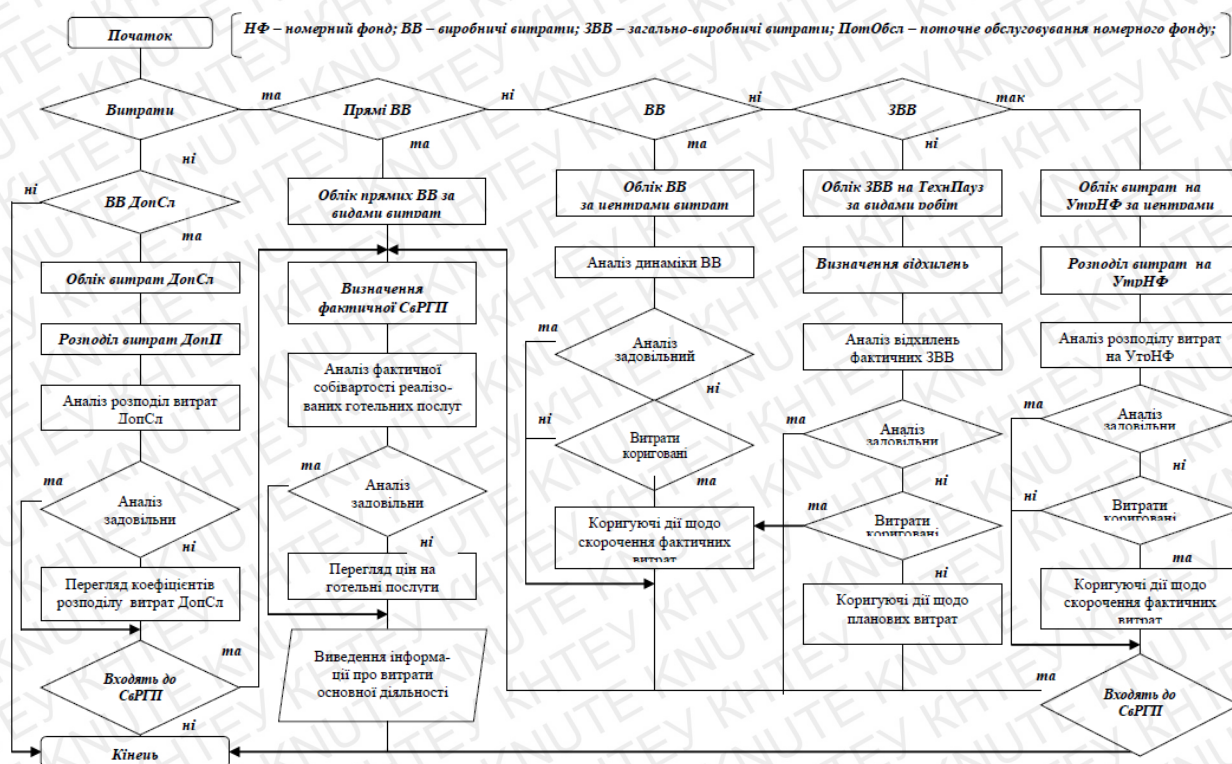 Початок
НФ – номерний фонд; ВВ – виробничі витрати; ЗВВ – загально-виробничі витрати; ПотОбсл – поточне обслуговування номерного фонду;
Витрати
та
Прямі ВВ
ні
ВВ
ні
ЗВВ
так
ні
та
та
ні
ні
ВВ ДопСл
та
Облік прямих ВВ за
видами витрат
Облік ВВ
за центрами витрат
Облік ЗВВ на ТехнПауз
за видами робіт
Облік витрат на
УтрНФ за центрами
Облік витрат ДопСл
Визначення
фактичної СвРГП
Аналіз динаміки ВВ
Визначення відхилень
Розподіл витрат на
УтрНФ
Розподіл витрат ДопП
Аналіз фактичної
собівартості реалізо-
ваних готельних послуг
та
Аналіз
задовільний
ні
Аналіз відхилень
фактичних ЗВВ
Аналіз розподілу витрат
на УтрНФ
Аналіз розподіл витрат
ДопСл
ні
Витрати
кориговані
та
та
Аналіз
задовільни
ні
та
Аналіз
задовільни
ні
та
Аналіз
задовільни
ні
та
Аналіз
задовільни
ні
Коригуючі дії щодо
скорочення фактичних
витрат
та
Витрати
кориговані
ні
ні
Витрати
кориговані
та
Перегляд коефіцієнтів
розподілу витрат ДопСл
Перегляд цін на
готельні послуги
Коригуючі дії щодо
планових витрат
Коригуючі дії щодо
скорочення фактичних
витрат
Входять до
СвРГП
та
ні
Виведення інформа-
ції про витрати
основної діяльності
та
Входять до
СвРГП
Кінець
KNUTE KHTEY KNUTE KHTEY KNUTE